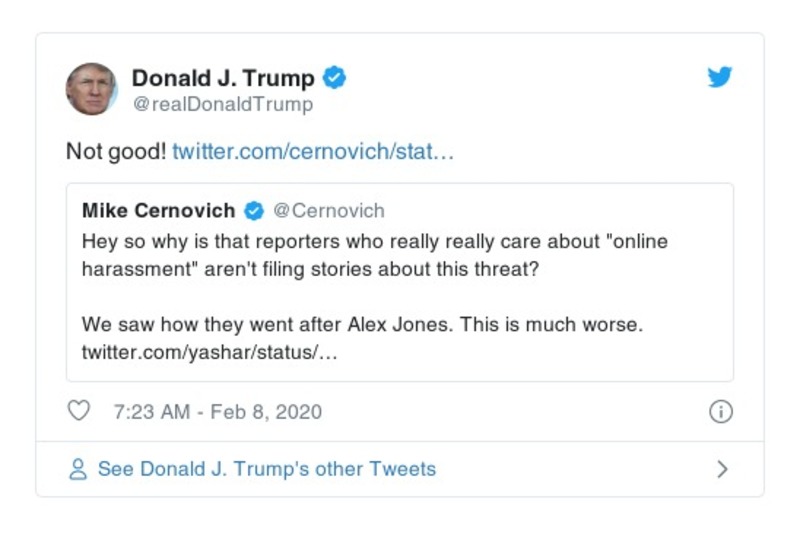 Donald J. Trump
@realDonaldTrump
Not good! twitter.com/cernovich/stat…
Mike Cernovich @Cernovich
Hey so why is that reporters who really really care about "online
harassment" aren't filing stories about this threat?
We saw how they went after Alex Jones. This is much worse.
twitter.com/yashar/status/…
7:23 AM - Feb 8, 2020
See Donald J. Trump's other Tweets